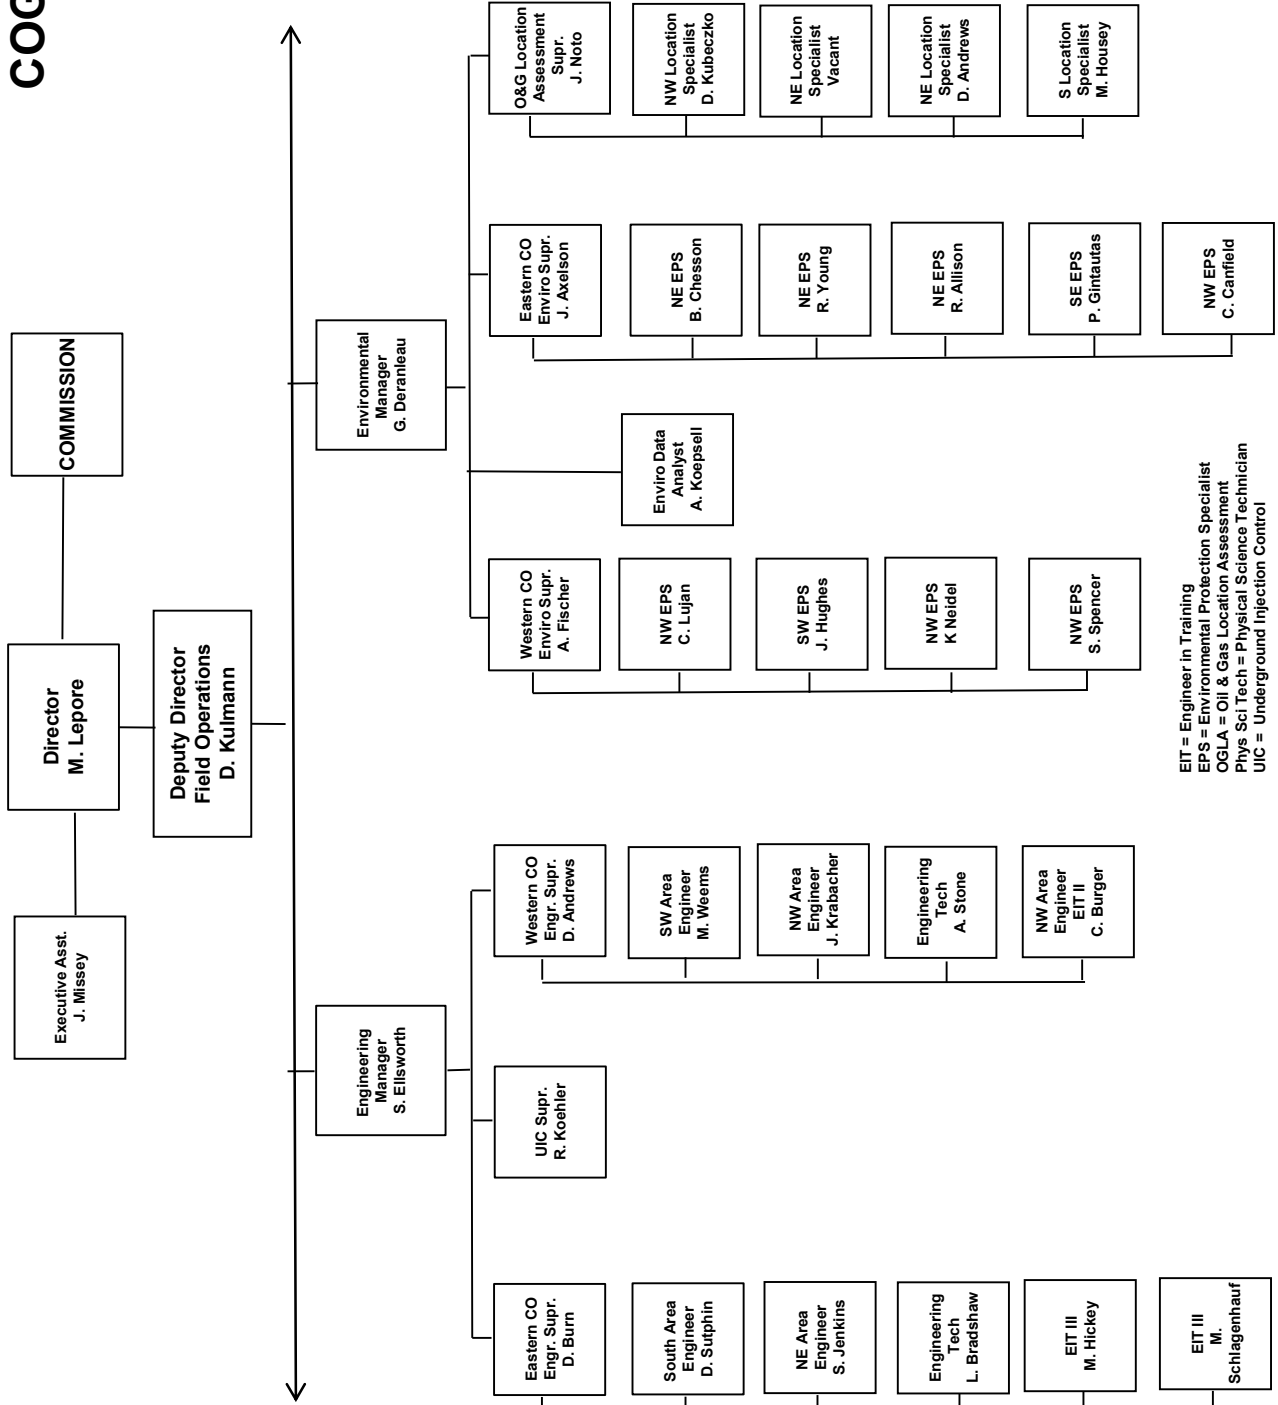 COG
COMMISSION
Director
M. Lepore
Executive Asst.
J. Missey
Deputy Director
Field Operations
D. Kulmann
Engineering
Manager
S. Ellsworth
Environmental
Manager
G. Deranleau
Eastern CO
Engr. Supr.
D. Burn
South Area
Engineer
D. Sutphin
NE Area
Engineer
S. Jenkins
Engineering
Tech
L. Bradshaw
EIT III
M. Hickey
EIT III
M.
Schlagenhauf
UIC Supr.
R. Koehler
Western CO
Engr. Supr.
D. Andrews
SW Area
Engineer
M. Weems
NW Area
Engineer
J. Krabacher
Engineering
Tech
A. Stone
NW Area
Engineer
EIT II
C. Burger
Western CO
Enviro Supr.
A. Fischer
NW EPS
C. Lujan
SW EPS
J. Hughes
NW EPS
K Neidel
NW EPS
S. Spencer
Enviro Data
Analyst
A. Koepsell
Eastern CO
Enviro Supr.
J. Axelson
NE EPS
B. Chesson
NE EPS
R. Young
NE EPS
R. Allison
SE EPS
P. Gintautas
NW EPS
C. Canfield
O&G Location
Assessment
Supr.
J. Noto
NW Location
Specialist
D. Kubeczko
NE Location
Specialist
Vacant
NE Location
Specialist
D. Andrews
S Location
Specialist
M. Housey
EIT = Engineer in Training
EPS = Environmental Protection Specialist
OGLA = Oil & Gas Location Assessment
Phys Sci Tech = Physical Science Technician
UIC = Underground Injection Control